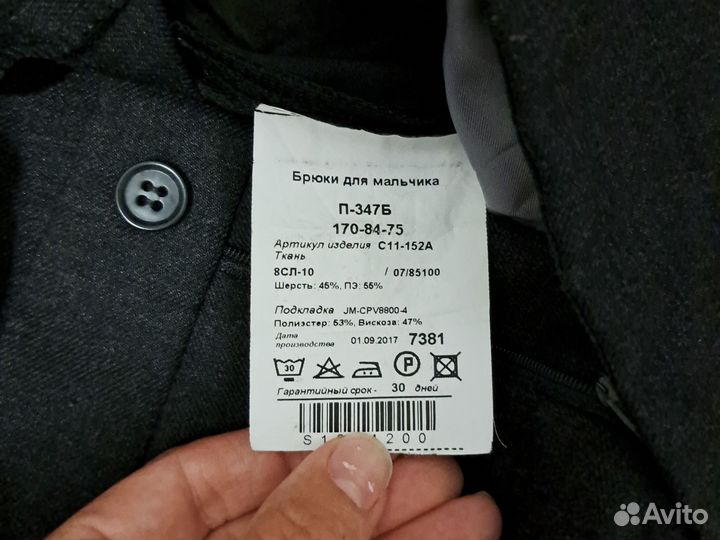 Брюки для мальчика
П-347Б
170-84-75
Артикул изделия С11-152А
Ткань
8СЛ-10 / 07/85100
Шерсть: 45%, ПЭ: 55%
Подкладка JM-CPV8800-4
Полиэстер: 53%, Вискоза: 47%
Дата производства 01.09.2017 7381
30 P
Гарантийный срок - 30 дней
200
Avito